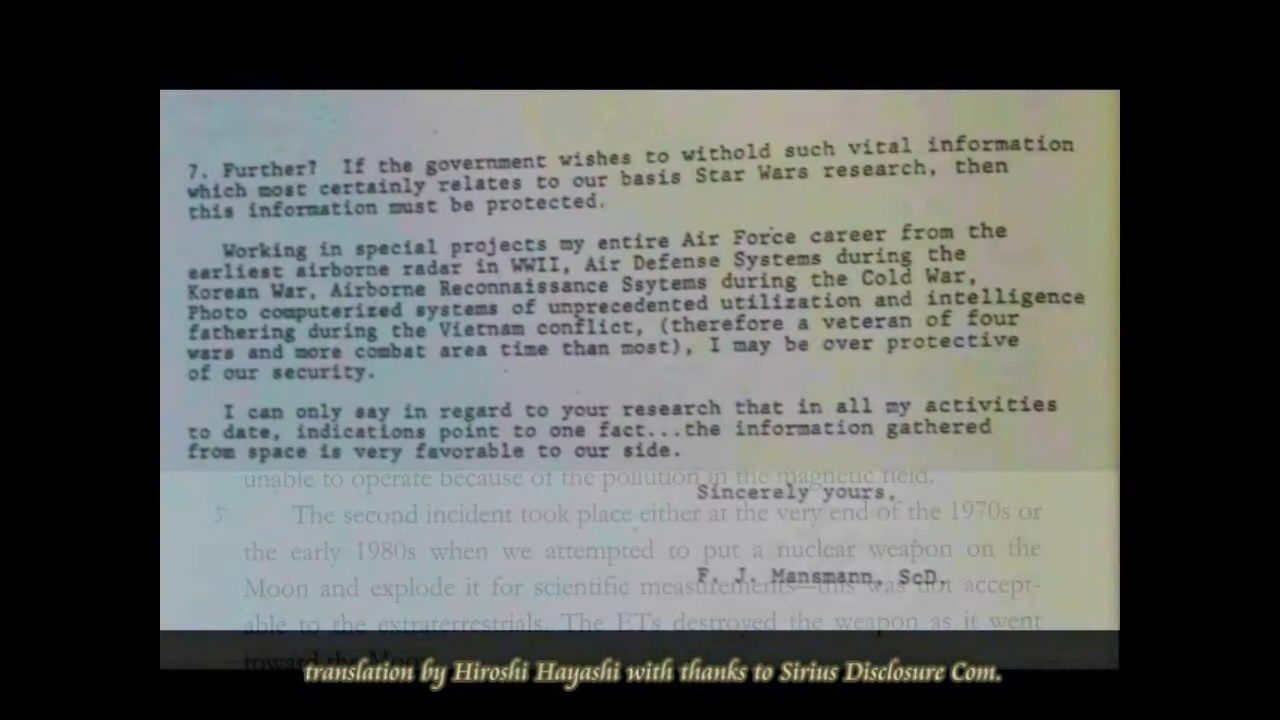 7. Further? If the government wishes to withold such vital information
which most certainly relates to our basis Star Wars research, then
this information must be protected.
Working in special projects my entire Air Force career from the
earliest airborne radar in WWII, Air Defense Systems during the
Korean War, Airborne Reconnaissance Ssytems during the Cold War,
Photo computerized systems of unprecedented utilization and intelligence
fathering during the Vietnam conflict, (therefore a veteran of four
wars and more combat area time than most), I may be over protective
of our security.
I can only say in regard to your research that in all my activities
to date, indications point to one fact...the information gathered
from space is very favorable to our side.
unable to operate because of the pollution in the magnetic field.
Sincerely yours,
The second incident took place either at the very end of the 1970s or
the early 1980s when we attempted to put a nuclear weapon on the
F. J. Mansmann, ScD.
Moon and explode it for scientific measurements—this was not accept-
able to the extraterrestrials. The ETs destroyed the weapon as it went
toward the
translation by Hiroshi Hayashi with thanks to Sirius Disclosure Com.